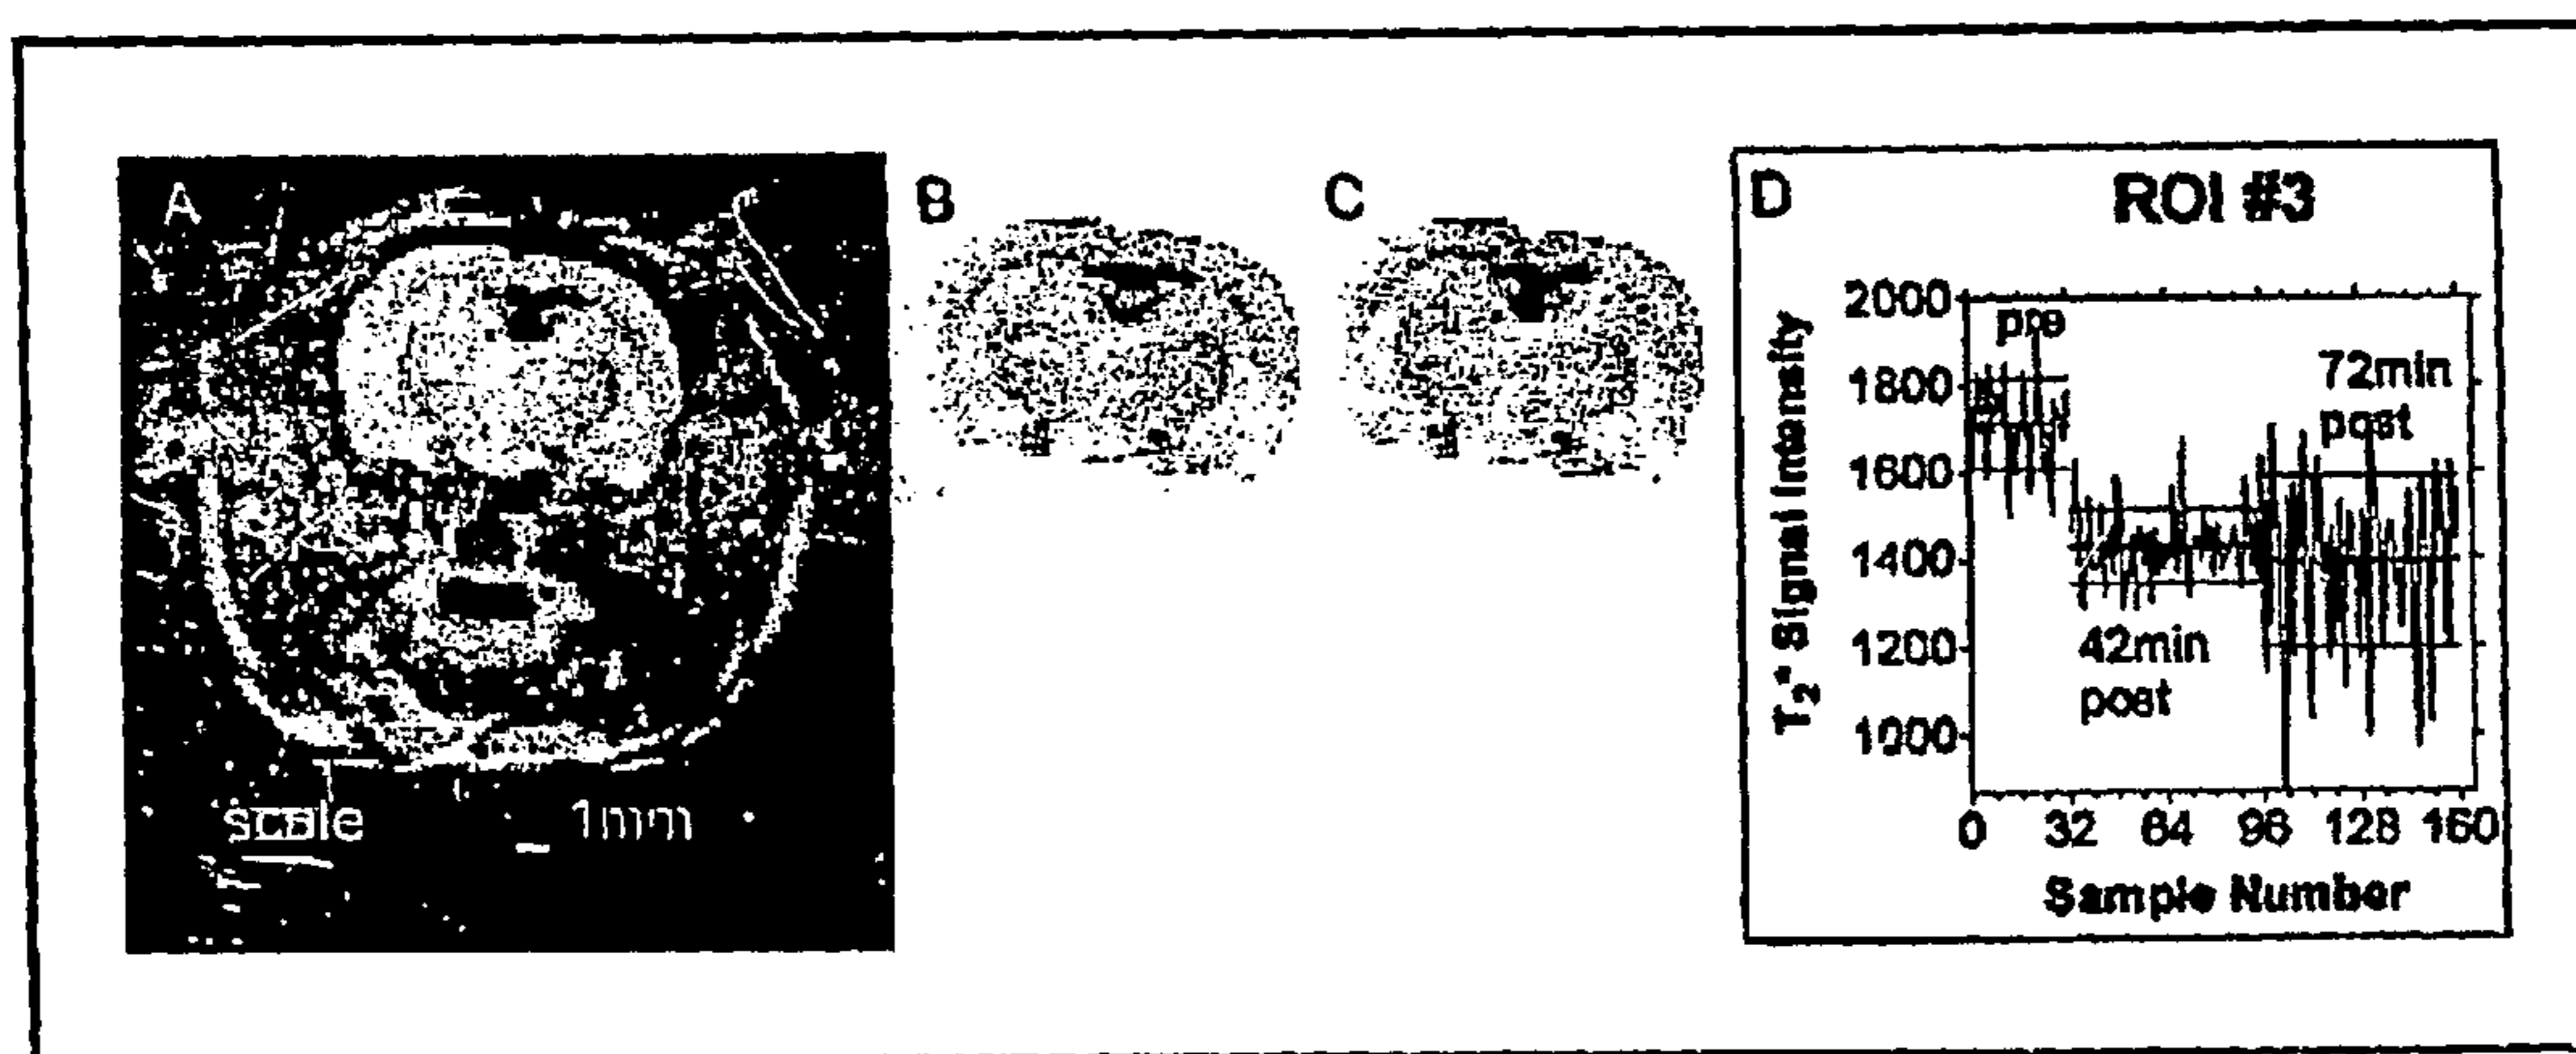 A
scale
1mm
B
C
D
ROI #3
T2* Signal Intensity
2000
1800
1600
1400
1200
1000
pre
72min
post
42min
post
0 32 64 96 128 160
Sample Number